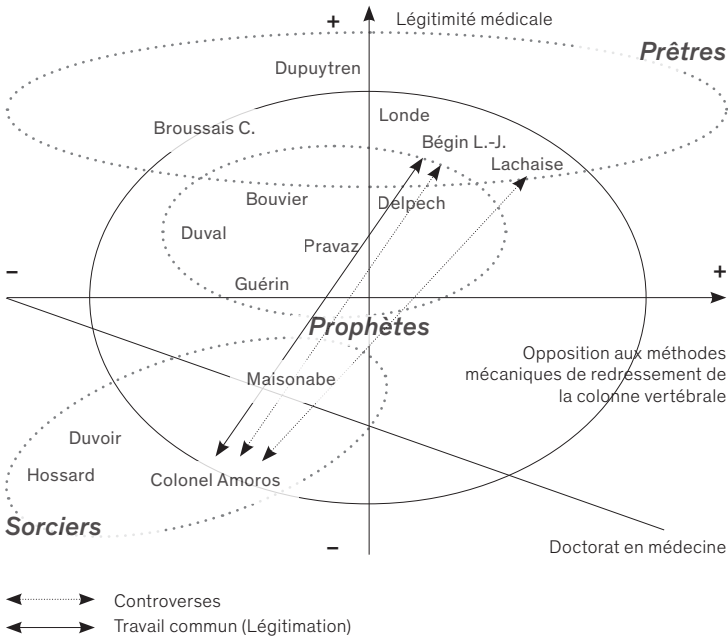 +
Légitimité médicale
Prêtres
Dupuytren
Londe
Broussais C.
Bégin L.-J.
Lachaise
Bouvier
Delpech
Duval
Pravaz
–
+
Guérin
Prophètes
Opposition aux méthodes
mécaniques de redressement de
la colonne vertébrale
Maisonabe
Duvoir
Hossard
Colonel Amoros
Sorciers
–
Doctorat en médecine
Controverses
Travail commun (Légitimation)